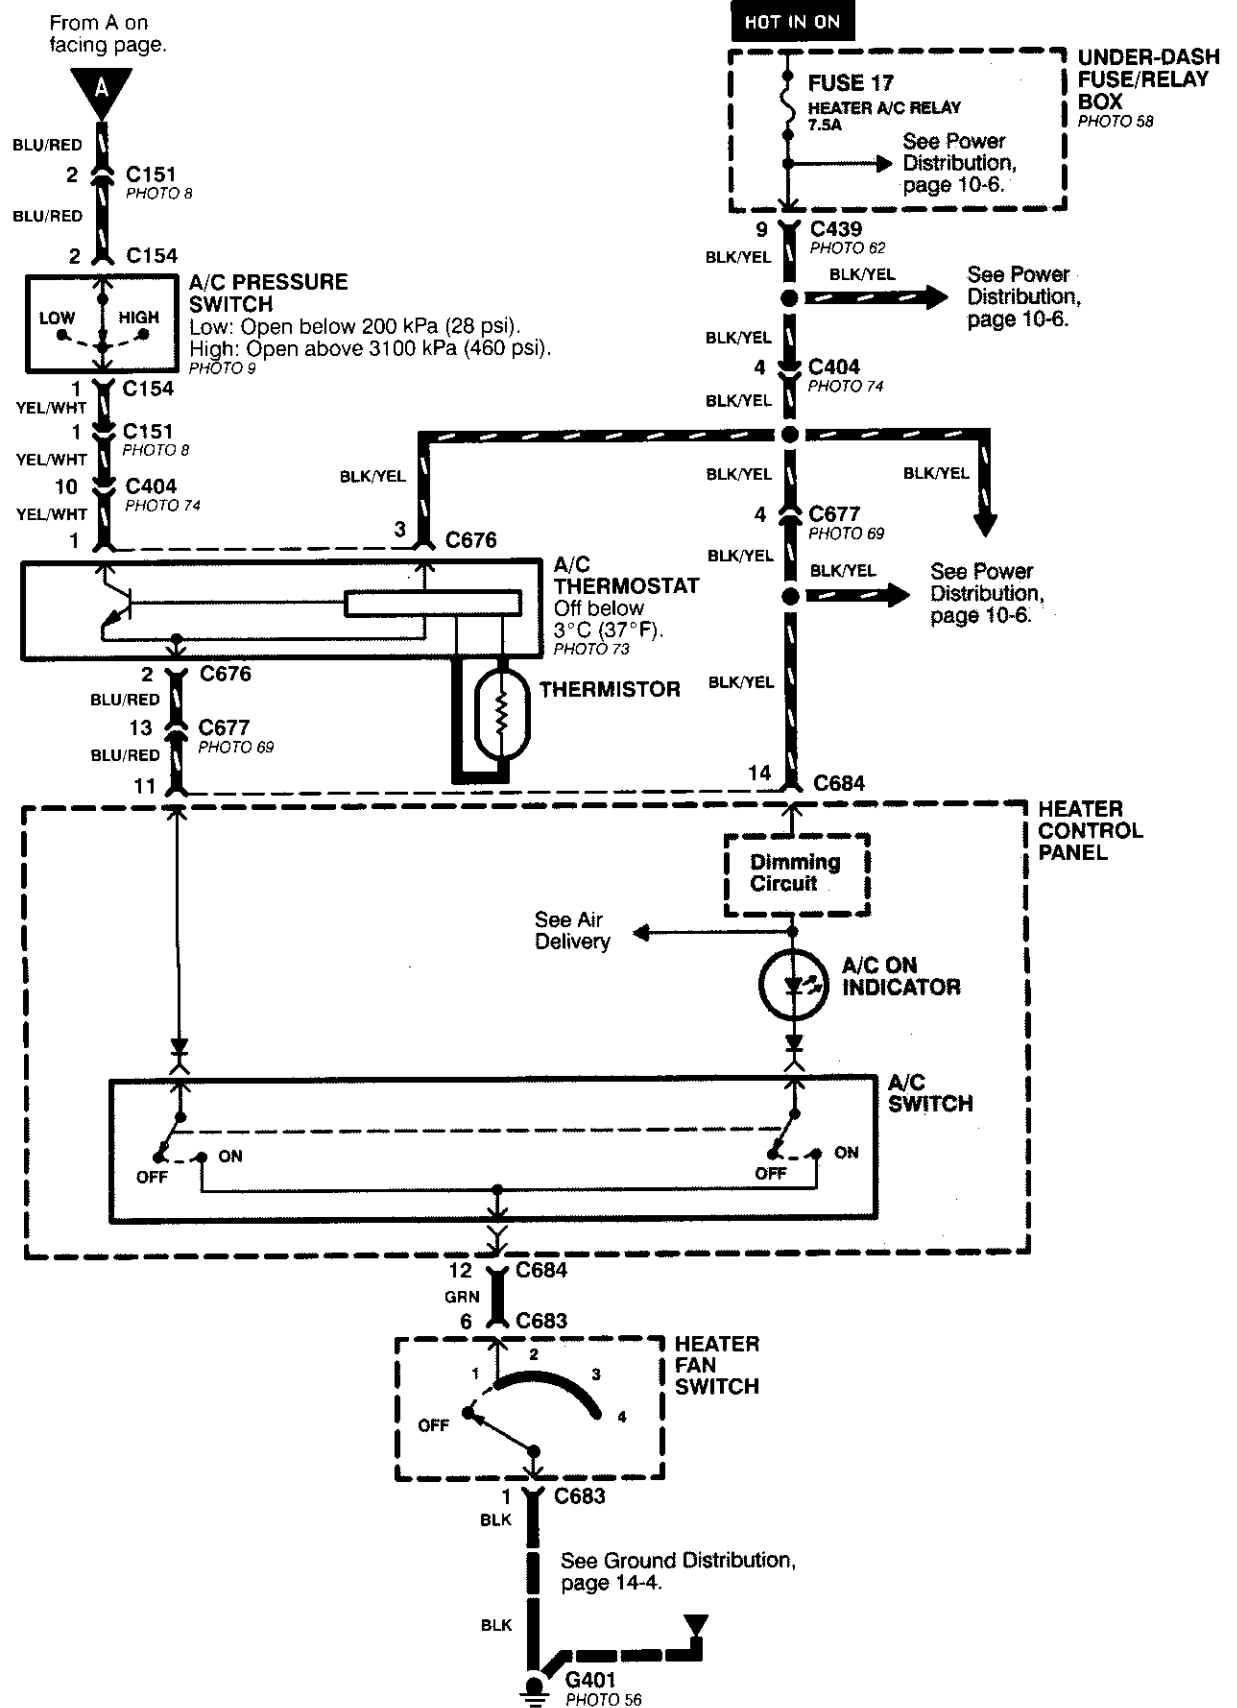 From A on
facing page.
A
BLU/RED
2 C151
PHOTO 8
BLU/RED
2 C154
A/C PRESSURE
SWITCH
Low: Open below 200 kPa (28 psi).
High: Open above 3100 kPa (460 psi).
PHOTO 9
LOW HIGH
1 C154
YEL/WHT
1 C151
PHOTO 8
YEL/WHT
10 C404
PHOTO 74
YEL/WHT
1
HOT IN ON
UNDER-DASH
FUSE/RELAY
BOX
PHOTO 58
FUSE 17
HEATER A/C RELAY
7.5A
See Power
Distribution,
page 10-6.
9 C439
PHOTO 62
BLK/YEL
BLK/YEL
See Power
Distribution,
page 10-6.
BLK/YEL
4 C404
PHOTO 74
BLK/YEL
BLK/YEL
BLK/YEL
BLK/YEL
3 C676
4 C677
PHOTO 69
BLK/YEL
BLK/YEL
See Power
Distribution,
page 10-6.
A/C
THERMOSTAT
Off below
3°C (37°F).
PHOTO 73
2 C676
BLU/RED
THERMISTOR
BLK/YEL
13 C677
PHOTO 69
BLU/RED
11
14 C684
HEATER
CONTROL
PANEL
Dimming
Circuit
See Air
Delivery
A/C ON
INDICATOR
A/C
SWITCH
OFF ON
OFF ON
12 C684
GRN
6 C683
HEATER
FAN
SWITCH
OFF 1 2 3 4
1 C683
BLK
See Ground Distribution,
page 14-4.
BLK
G401
PHOTO 56